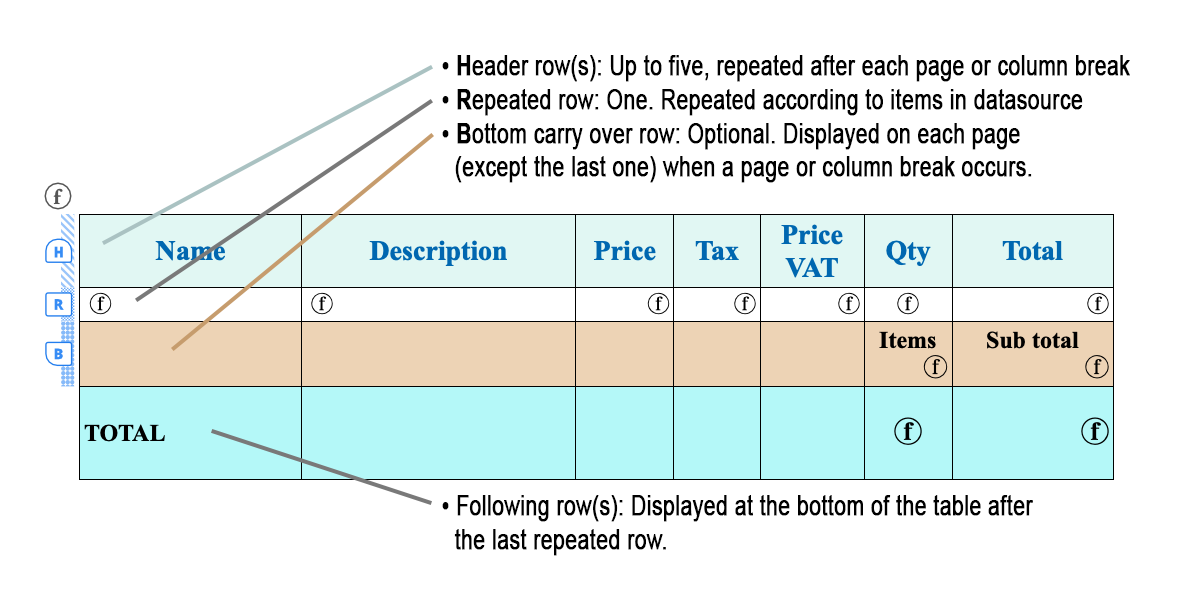 • Header row(s): Up to five, repeated after each page or column break
• Repeated row: One. Repeated according to items in datasource
• Bottom carry over row: Optional. Displayed on each page
(except the last one) when a page or column break occurs.
f
H Name Description Price Tax Price VAT Qty Total
R f f f f f f f
B Items f Sub total f
TOTAL f f
• Following row(s): Displayed at the bottom of the table after
the last repeated row.